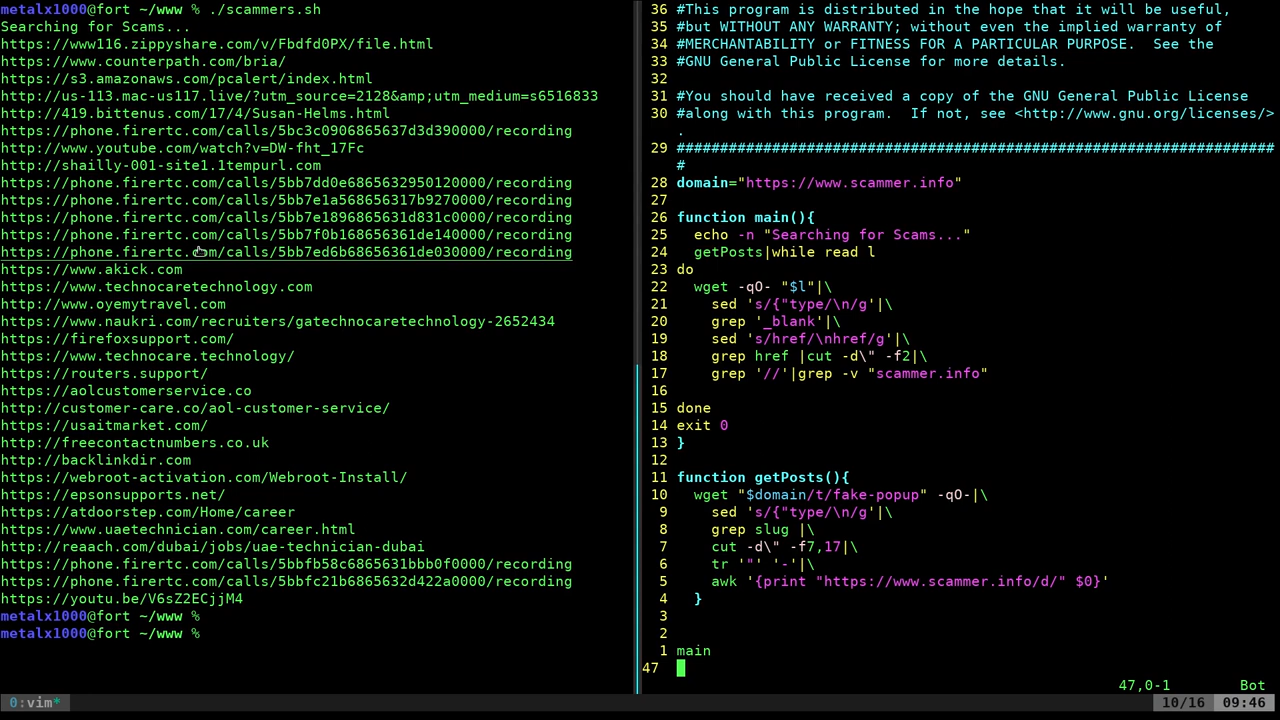 metalx1000@fort ~/www % ./scammers.sh
Searching for Scams...
https://www116.zippyshare.com/v/Fbdfd0PX/file.html
https://www.counterpath.com/bria/
https://s3.amazonaws.com/pcalert/index.html
http://us-113.mac-us117.live/?utm_source=2128&amp;utm_medium=s6516833
http://419.bittenus.com/17/4/Susan-Helms.html
https://phone.firertc.com/calls/5bc3c0906865637d3d390000/recording
http://www.youtube.com/watch?v=DW-fht_17Fc
http://shailly-001-site1.1tempurl.com
https://phone.firertc.com/calls/5bb7dd0e6865632950120000/recording
https://phone.firertc.com/calls/5bb7e1a568656317b9270000/recording
https://phone.firertc.com/calls/5bb7e1896865631d831c0000/recording
https://phone.firertc.com/calls/5bb7f0b168656361de140000/recording
https://phone.firertc.com/calls/5bb7ed6b68656361de030000/recording
https://www.akick.com
https://www.technocaretechnology.com
http://www.oyemytravel.com
https://www.naukri.com/recruiters/gatechnocaretechnology-2652434
https://firefoxsupport.com/
https://www.technocare.technology/
https://routers.support/
https://aolcustomerservice.co
http://customer-care.co/aol-customer-service/
https://usaitmarket.com/
http://freecontactnumbers.co.uk
http://backlinkdir.com
https://webroot-activation.com/Webroot-Install/
https://epsonsupports.net/
https://atdoorstep.com/Home/career
https://www.uaetechnician.com/career.html
http://reaach.com/dubai/jobs/uae-technician-dubai
https://phone.firertc.com/calls/5bbfb58c6865631bbb0f0000/recording
https://phone.firertc.com/calls/5bbfc21b6865632d422a0000/recording
https://youtu.be/V6sZ2ECjjM4
metalx1000@fort ~/www %
metalx1000@fort ~/www %
36 #This program is distributed in the hope that it will be useful,
35 #but WITHOUT ANY WARRANTY; without even the implied warranty of
34 #MERCHANTABILITY or FITNESS FOR A PARTICULAR PURPOSE.  See the
33 #GNU General Public License for more details.
32
31 #You should have received a copy of the GNU General Public License
30 #along with this program.  If not, see <http://www.gnu.org/licenses/>
.
29 #####################################################################
#
28 domain="https://www.scammer.info"
27
26 function main(){
25   echo -n "Searching for Scams..."
24   getPosts|while read l
23 do
22   wget -qO- "$l"|\
21     sed 's/{"type/\n/g'|\
20     grep '_blank'|\
19     sed 's/href/\nhref/g'|\
18     grep href |cut -d\" -f2|\
17     grep '//'|grep -v "scammer.info"
16
15 done
14 exit 0
13 }
12
11 function getPosts(){
10   wget "$domain/t/fake-popup" -qO-|\
9     sed 's/{"type/\n/g'|\
8     grep slug |\
7     cut -d\" -f7,17|\
6     tr '"' '-'|\
5     awk '{print "https://www.scammer.info/d/" $0}'
4   }
3
2
1 main
47
47,0-1 Bot
0:vim* 10/16 09:46